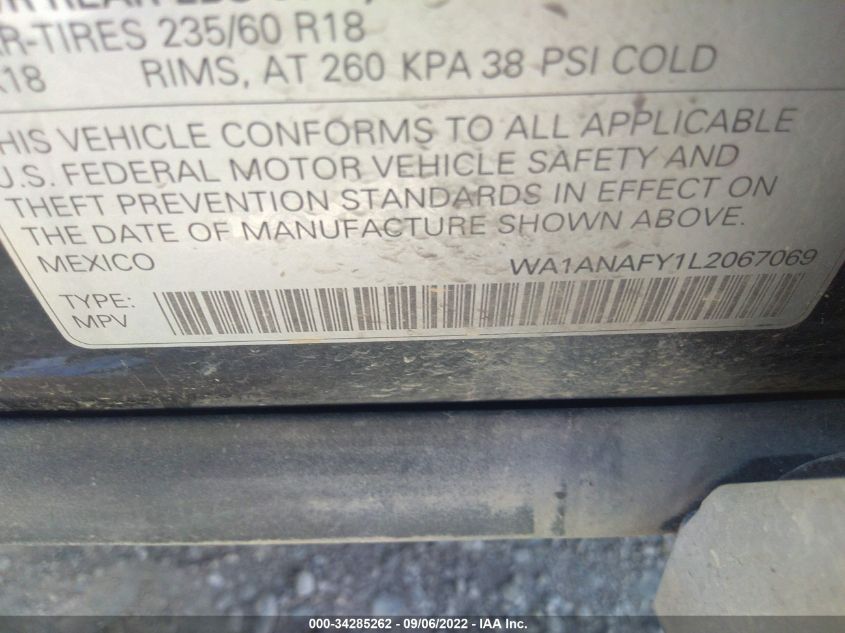 R-TIRES 235/60 R18
18 RIMS, AT 260 KPA 38 PSI COLD
HIS VEHICLE CONFORMS TO ALL APPLICABLE
U.S. FEDERAL MOTOR VEHICLE SAFETY AND
THEFT PREVENTION STANDARDS IN EFFECT ON
THE DATE OF MANUFACTURE SHOWN ABOVE.
MEXICO WA1ANAFY1L2067069
TYPE:
MPV
000-34285262 - 09/06/2022 - IAA Inc.